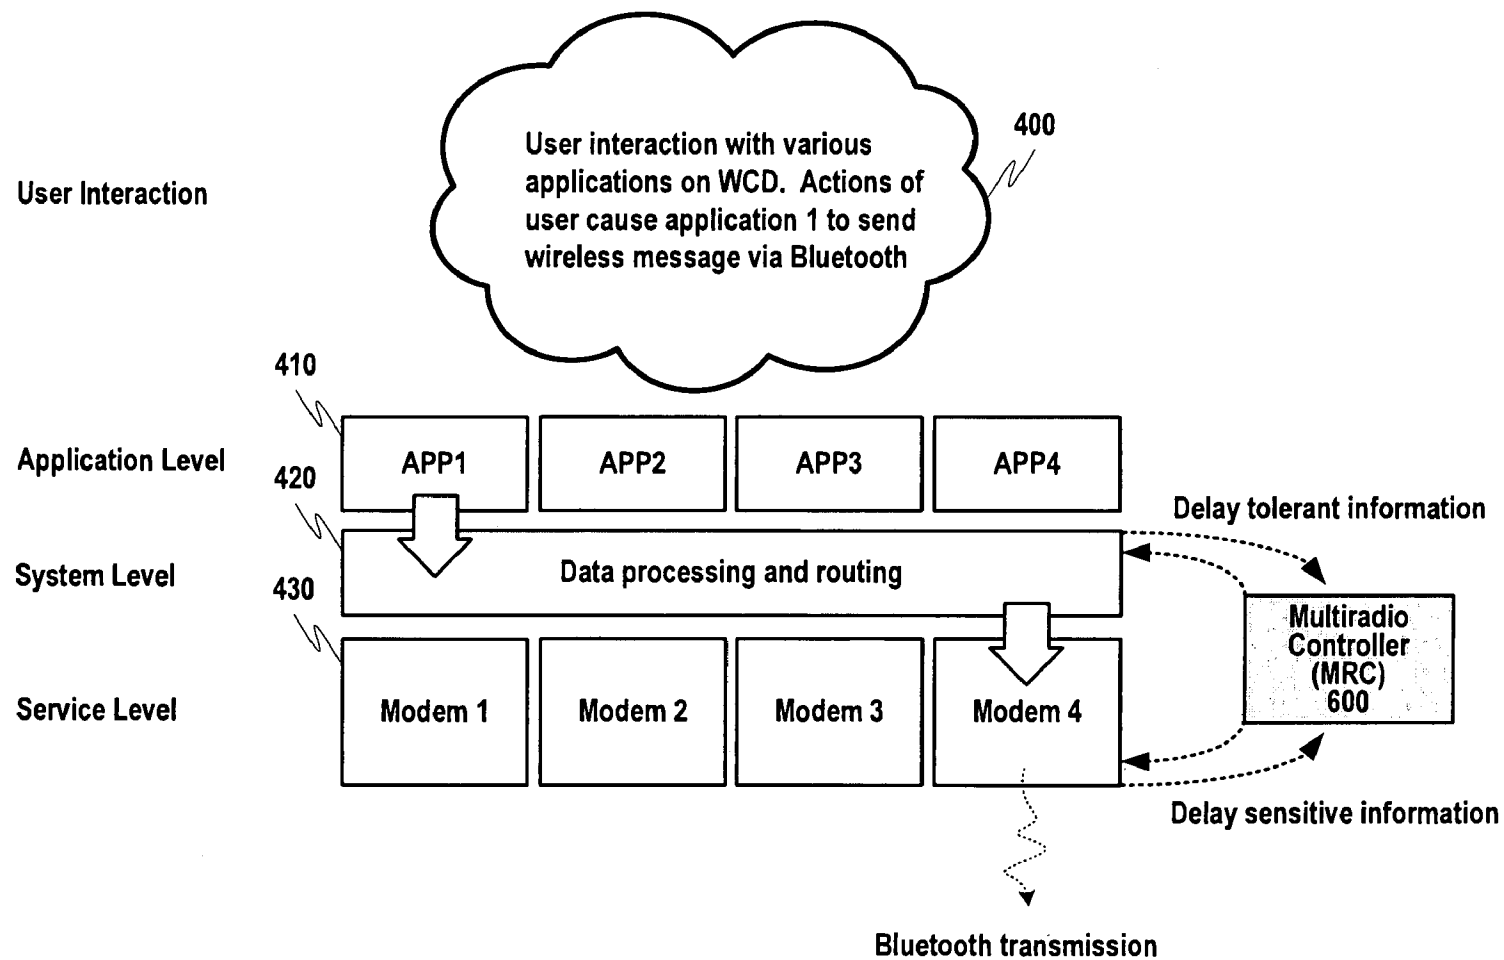 400
User interaction with various
applications on WCD. Actions of
user cause application 1 to send
wireless message via Bluetooth
User Interaction
410
Application Level
APP1
APP2
APP3
APP4
420
Delay tolerant information
System Level
Data processing and routing
430
Multiradio
Controller
(MRC)
600
Service Level
Modem 1
Modem 2
Modem 3
Modem 4
Delay sensitive information
Bluetooth transmission